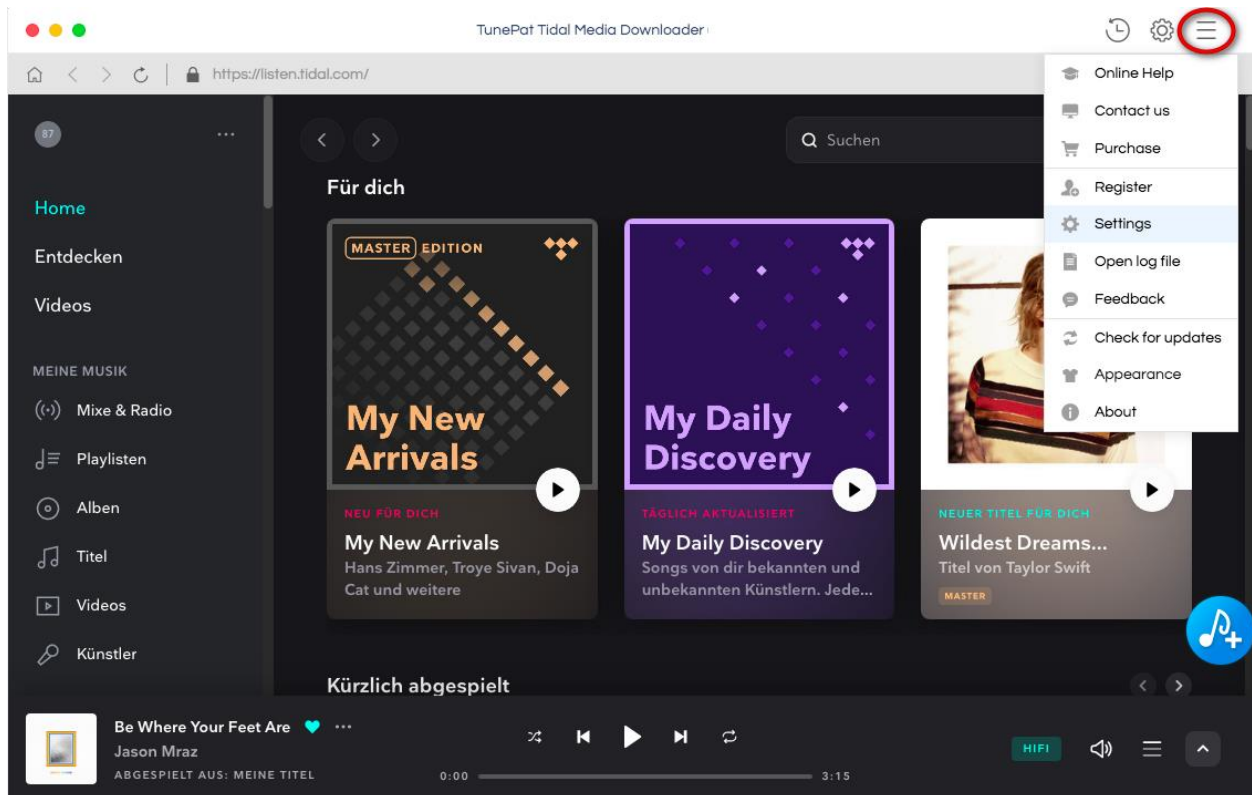 TunePat Tidal Media Downloader
https://listen.tidal.com/
Online Help
Contact us
Purchase
Register
Settings
Open log file
Feedback
Check for updates
Appearance
About
87
Home
Entdecken
Videos
MEINE MUSIK
Mixe & Radio
Playlisten
Alben
Titel
Videos
Künstler
Suchen
Für dich
MASTER EDITION
My New
Arrivals
NEU FÜR DICH
My New Arrivals
Hans Zimmer, Troye Sivan, Doja
Cat und weitere
My Daily
Discovery
TÄGLICH AKTUALISIERT
My Daily Discovery
Songs von dir bekannten und
unbekannten Künstlern. Jede...
NEUER TITEL FÜR DICH
Wildest Dreams...
Titel von Taylor Swift
MASTER
Kürzlich abgespielt
Be Where Your Feet Are
Jason Mraz
ABGESPIELT AUS: MEINE TITEL
0:00
3:15
HIFI